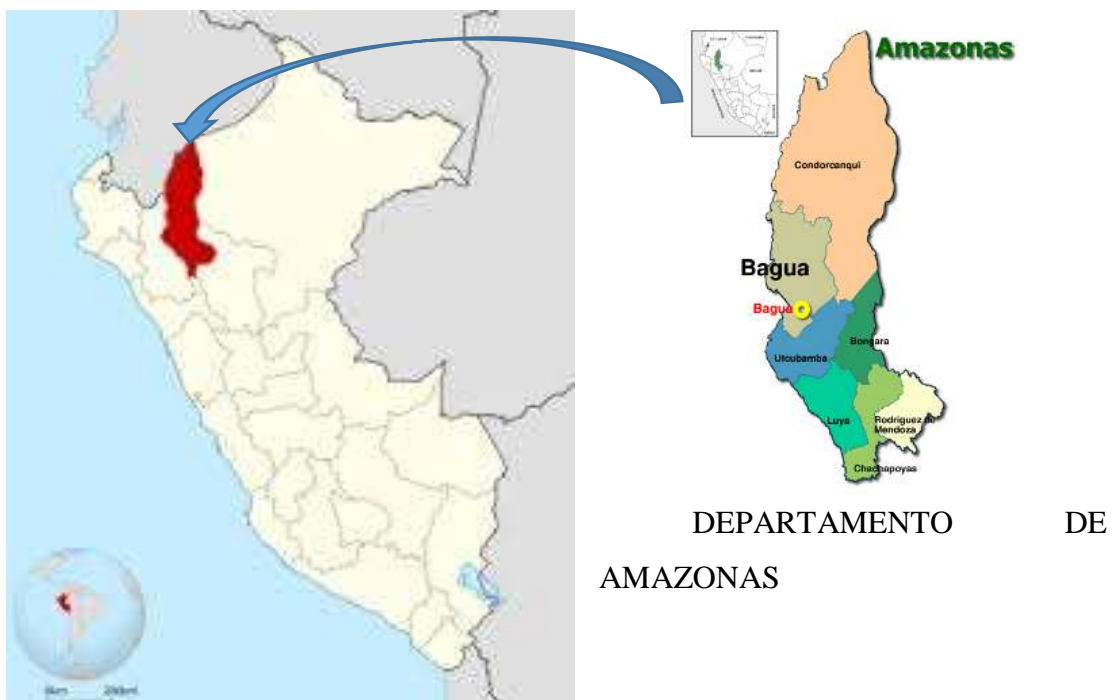 Amazonas
Condorcanqui
Bagua
Bagua
Bongara
Utcubamba
Luya
Rodriguez de
Mendoza
Chachapoyas
DEPARTAMENTO DE
AMAZONAS